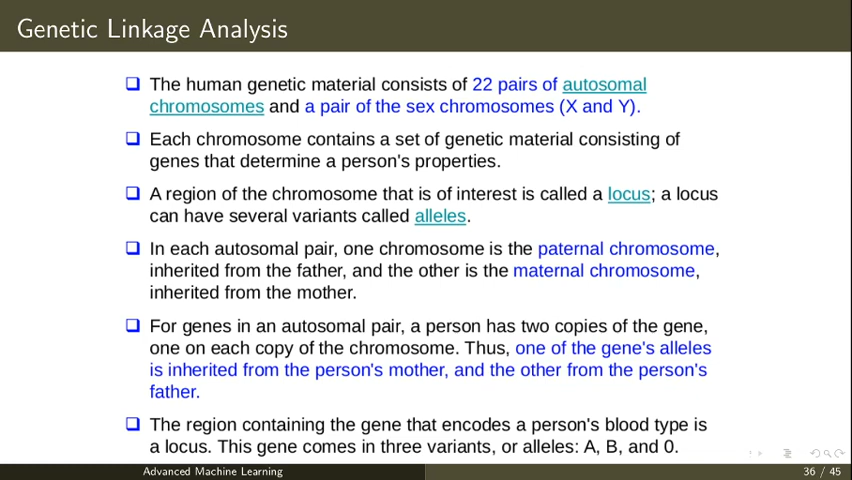 Genetic Linkage Analysis
The human genetic material consists of 22 pairs of autosomal
chromosomes and a pair of the sex chromosomes (X and Y).
Each chromosome contains a set of genetic material consisting of
genes that determine a person's properties.
A region of the chromosome that is of interest is called a locus; a locus
can have several variants called alleles.
In each autosomal pair, one chromosome is the paternal chromosome,
inherited from the father, and the other is the maternal chromosome,
inherited from the mother.
For genes in an autosomal pair, a person has two copies of the gene,
one on each copy of the chromosome. Thus, one of the gene's alleles
is inherited from the person's mother, and the other from the person's
father.
The region containing the gene that encodes a person's blood type is
a locus. This gene comes in three variants, or alleles: A, B, and 0.
Advanced Machine Learning
36 / 45